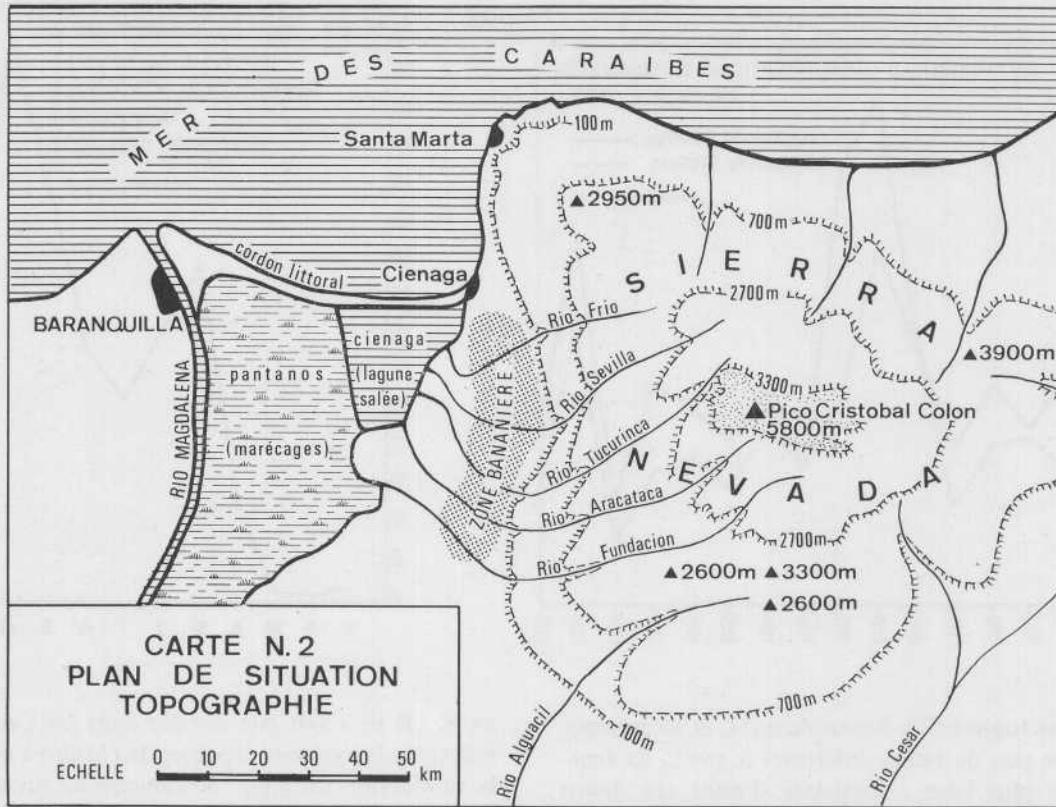 MER DES CARAIBES
Santa Marta
100m
2950m
700m
cordon littoral
Cienaga
SIERRA
2700m
BARANQUILLA
Rio Frio
cienaga
(lagune
salée)
pantanos
(marécages)
RIO MAGDALENA
ZONE BANANIERE
Rio Sevilla
3900m
3300m
Pico Cristobal Colon
5800m
Rio Tucurinca
NEVADA
Rio Aracataca
Rio Fundacion
2700m
2600m
3300m
2600m
700m
100m
Rio Alguacil
Rio Cesar
CARTE N.2
PLAN DE SITUATION
TOPOGRAPHIE
ECHELLE
0 10 20 30 40 50
km